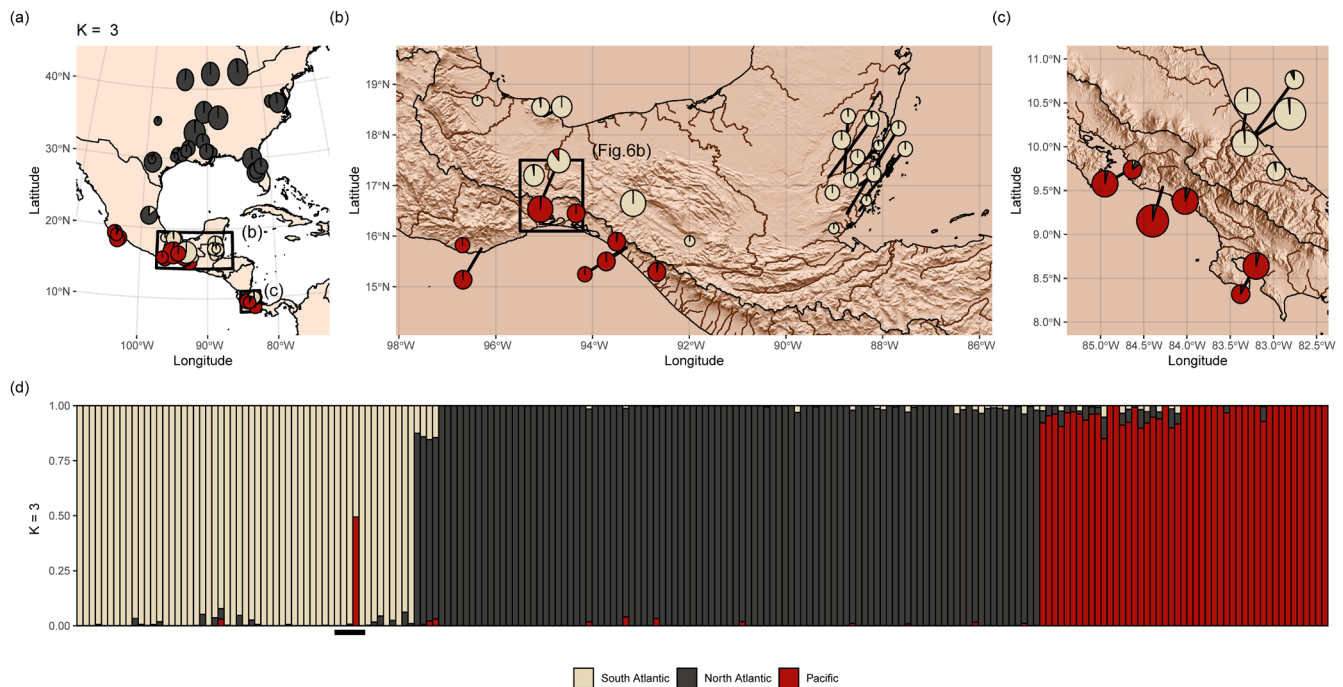 (a)
K = 3
40°N
30°N
20°N
10°N
Latitude
(b)
(c)
100°W 90°W 80°W
Longitude
(b)
19°N
18°N
17°N
16°N
15°N
Latitude
(Fig.6b)
98°W 96°W 94°W 92°W 90°W 88°W 86°W
Longitude
(c)
11.0°N
10.5°N
10.0°N
9.5°N
9.0°N
8.5°N
8.0°N
Latitude
85.0°W 84.5°W 84.0°W 83.5°W 83.0°W 82.5°W
Longitude
(d)
1.00
0.75
0.50
0.25
0.00
K = 3
South Atlantic North Atlantic Pacific